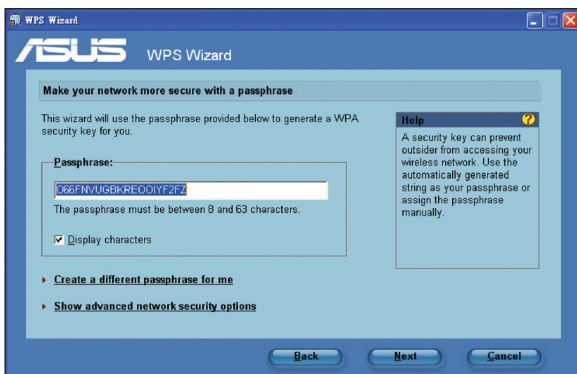 WPS Wizard
ASUS WPS Wizard
Make your network more secure with a passphrase
This wizard will use the passphrase provided below to generate a WPA
security key for you.
Passphrase:
O66FNVUGBKREOOIYF2FZ
The passphrase must be between 8 and 63 characters.
Display characters
Create a different passphrase for me
Show advanced network security options
Help
A security key can prevent
outsider from accessing your
wireless network. Use the
automatically generated
string as your passphrase or
assign the passphrase
manually.
Back Next Cancel